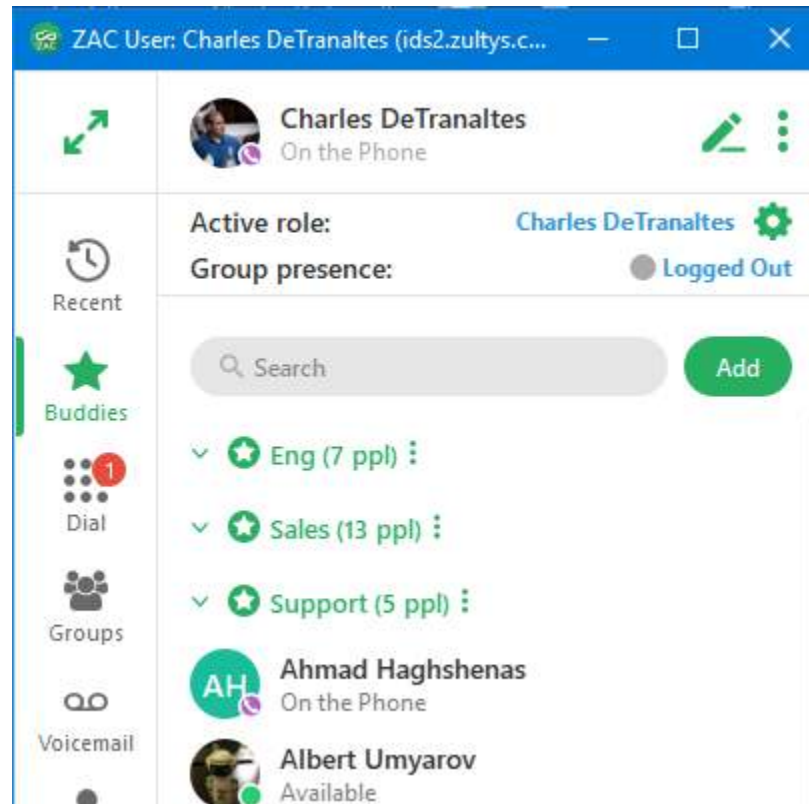 ZAC User: Charles DeTranaltes (ids2.zultys.c...
Charles DeTranaltes
On the Phone
Active role: Charles DeTranaltes
Group presence: Logged Out
Recent
Search
Add
Buddies
Eng (7 ppl)
1
Dial
Sales (13 ppl)
Support (5 ppl)
Groups
AH
Ahmad Haghshenas
On the Phone
Voicemail
Albert Umyarov
Available